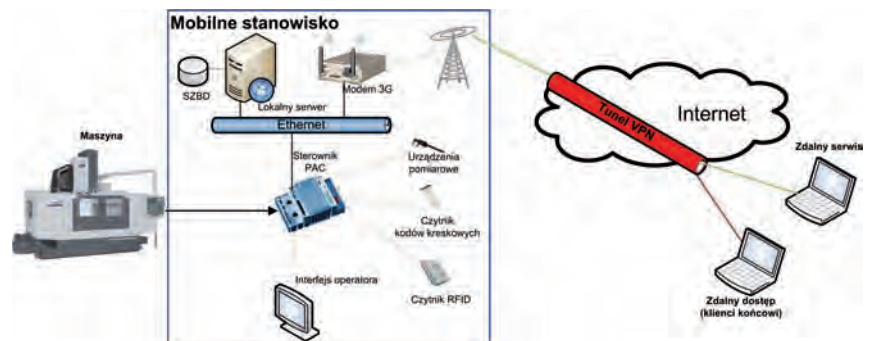 Mobilne stanowisko
SZBD
Lokalny serwer
Modem 3G
Ethernet
Maszyna
Sterownik
PAC
Urządzenia
pomiarowe
Czytnik
kodów kreskowych
Interfejs operatora
Czytnik RFID
Internet
Tunel VPN
Zdalny serwis
Zdalny dostęp
(klienci końcowi)